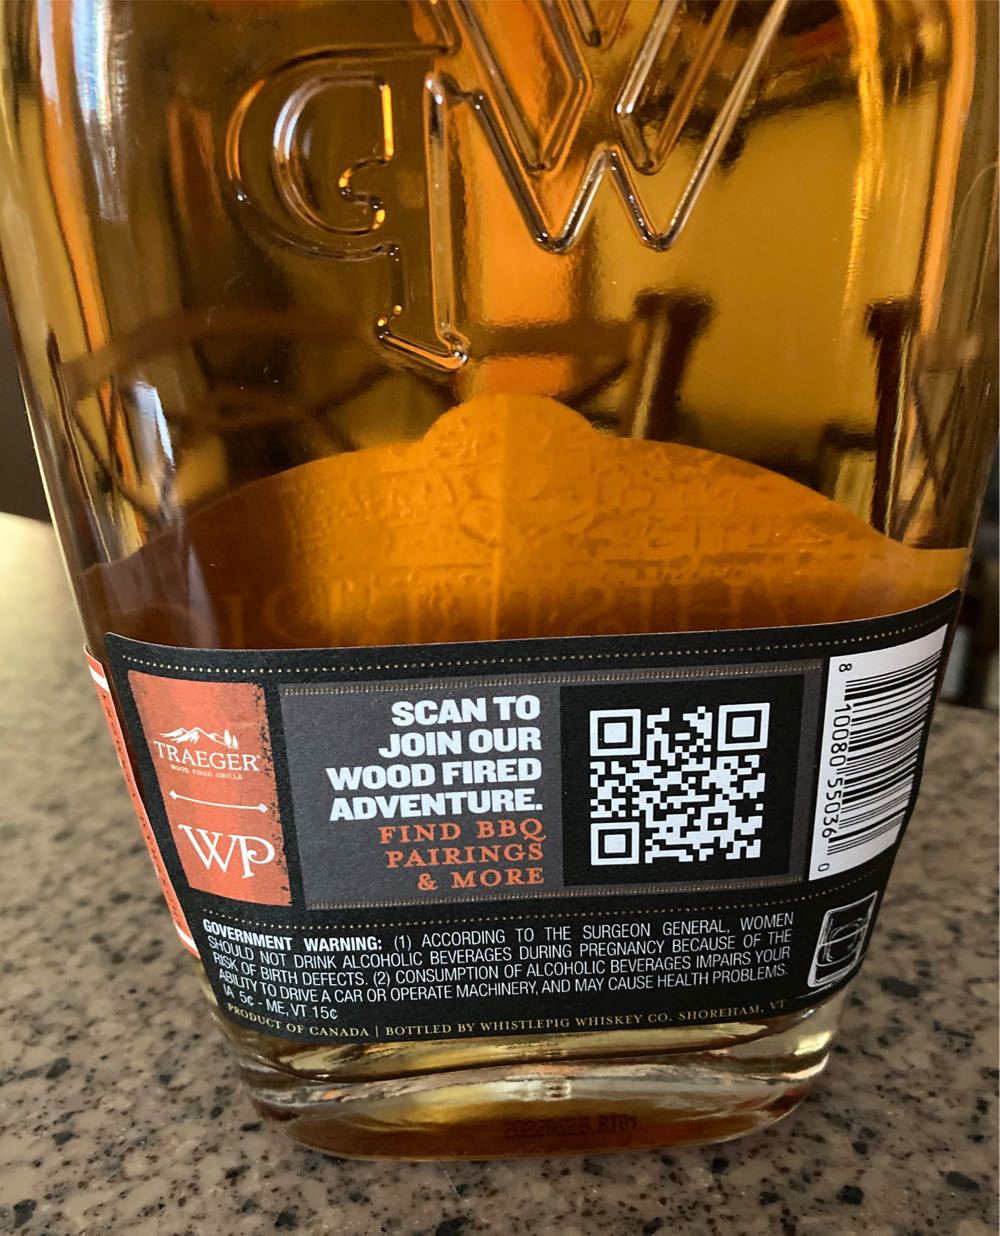 WP
TRAEGER
WOOD FIRED GRILLS
WP
SCAN TO
JOIN OUR
WOOD FIRED
ADVENTURE.
FIND BBQ
PAIRINGS
& MORE
8 10080 55036 0
GOVERNMENT WARNING: (1) ACCORDING TO THE SURGEON GENERAL, WOMEN
SHOULD NOT DRINK ALCOHOLIC BEVERAGES DURING PREGNANCY BECAUSE OF THE
RISK OF BIRTH DEFECTS. (2) CONSUMPTION OF ALCOHOLIC BEVERAGES IMPAIRS YOUR
ABILITY TO DRIVE A CAR OR OPERATE MACHINERY, AND MAY CAUSE HEALTH PROBLEMS.
IA 5¢ - ME, VT 15¢
PRODUCT OF CANADA | BOTTLED BY WHISTLEPIG WHISKEY CO. SHOREHAM, VT